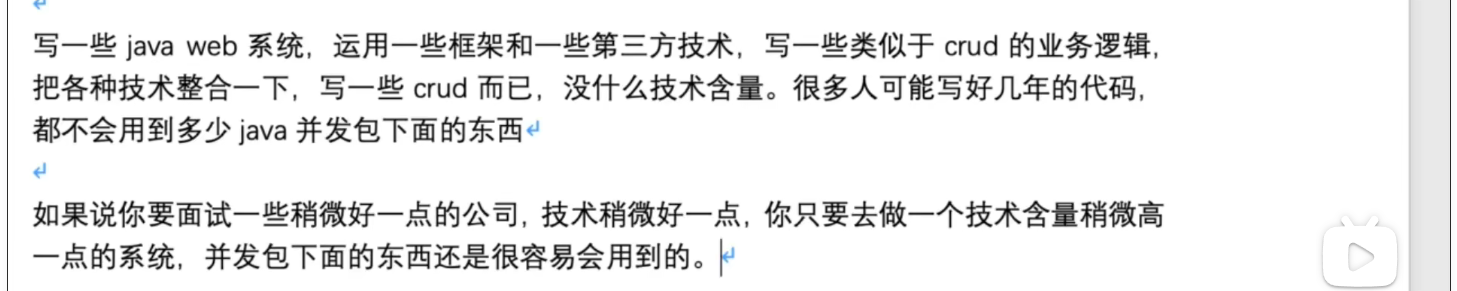 写一些 java web 系统，运用一些框架和一些第三方技术，写一些类似于 crud 的业务逻辑，
把各种技术整合一下，写一些 crud 而已，没什么技术含量。很多人可能写好几年的代码，
都不会用到多少 java 并发包下面的东西
如果说你要面试一些稍微好一点的公司，技术稍微好一点，你只要去做一个技术含量稍微高
一点的系统，并发包下面的东西还是很容易会用到的。